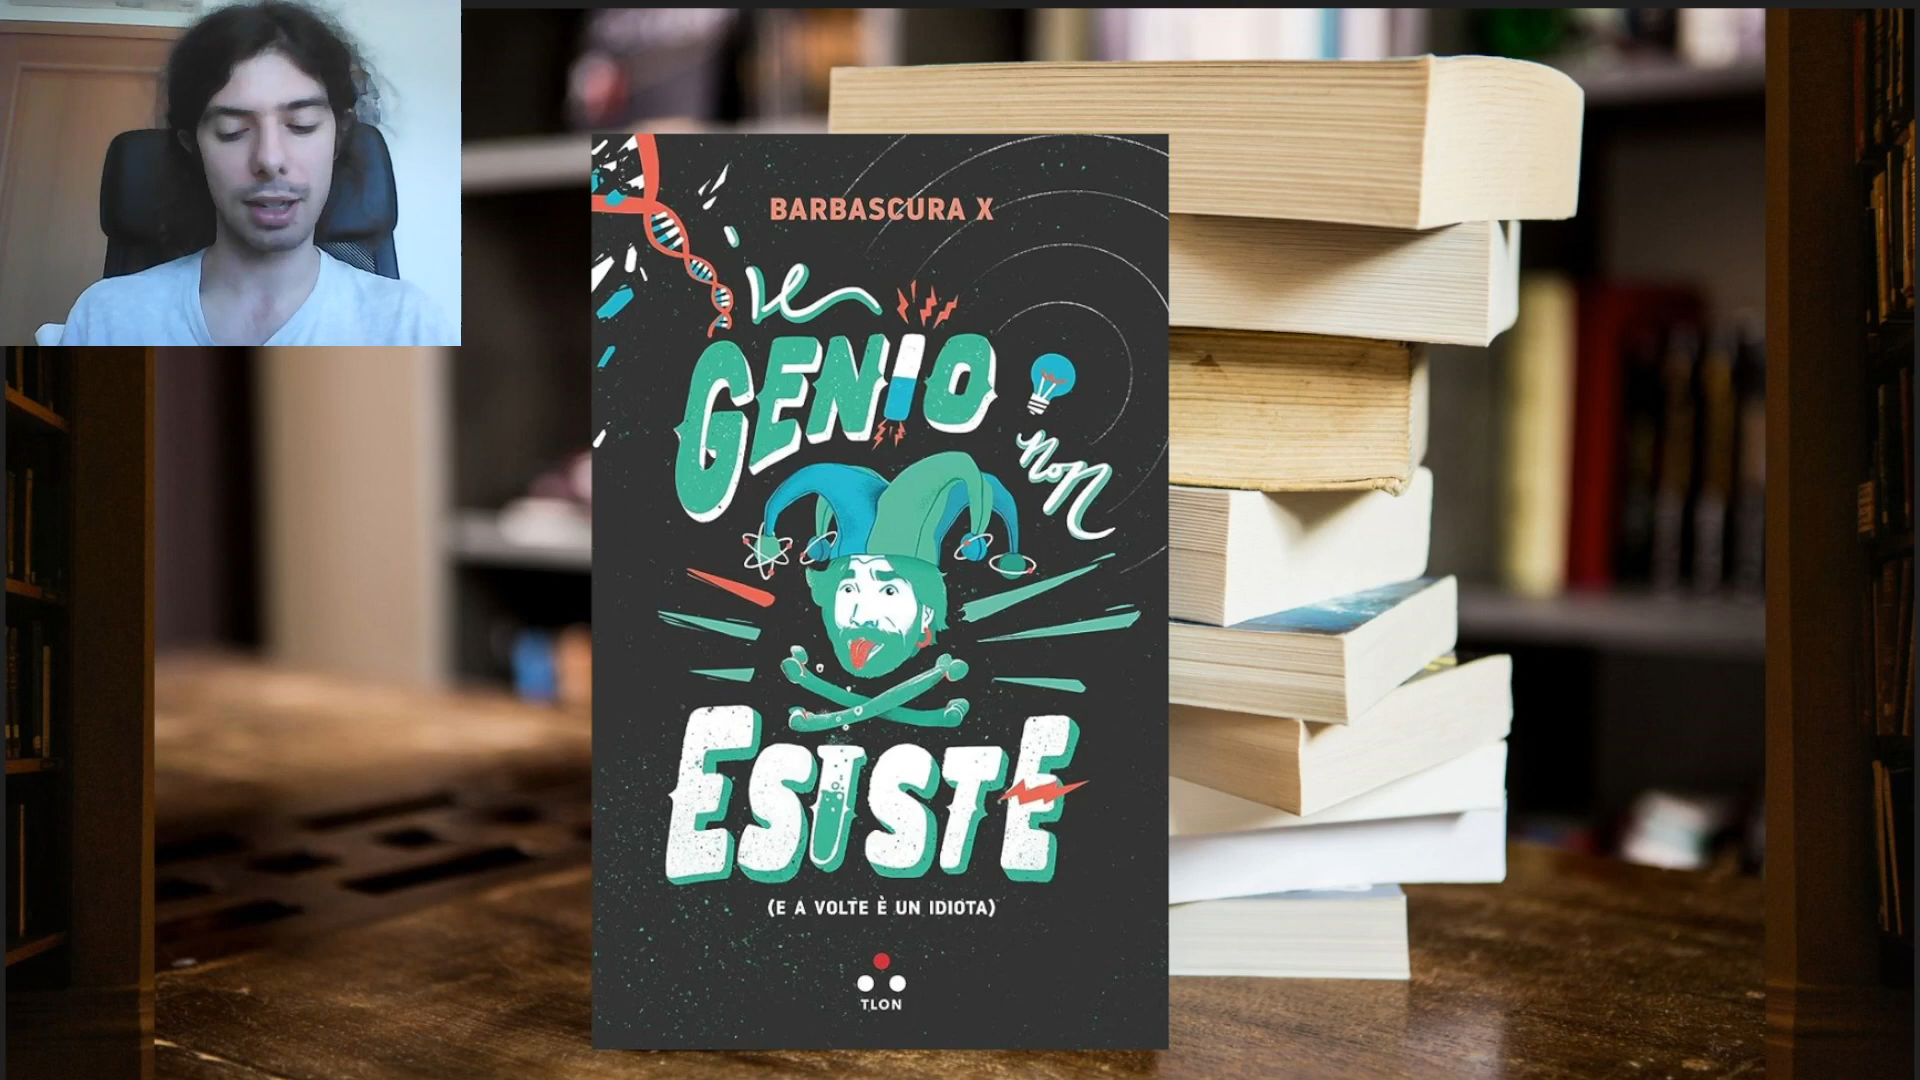 BARBASCURA X
il
GENIO
non
ESISTE
(E A VOLTE È UN IDIOTA)
TLON